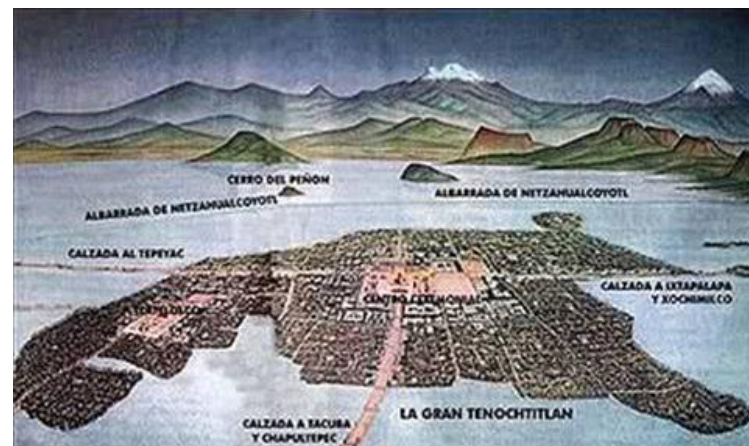 CERRO DEL PEÑON
ALBARRADA DE NETZAHUALCOYOTL
ALBARRADA DE NETZAHUALCOYOTL
CALZADA AL TEPEYAC
CALZADA A IXTAPALAPA
Y XOCHIMILCO
TLATELOLCO
CENTRO CEREMONIAL
LA GRAN TENOCHTITLAN
CALZADA A TACUBA
Y CHAPULTEPEC